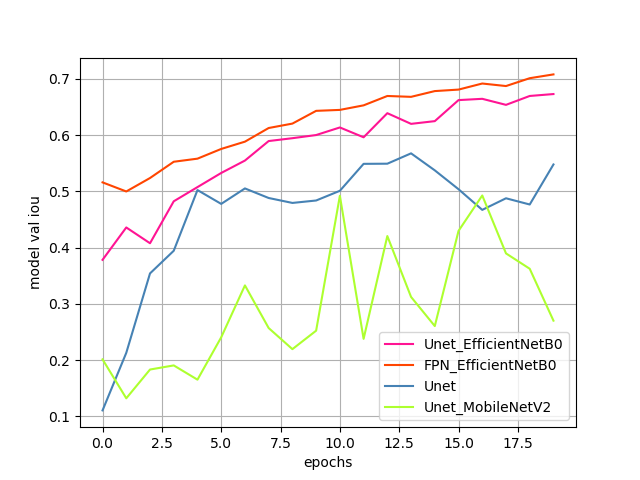 model val iou
0.7
0.6
0.5
0.4
0.3
0.2
0.1
Unet_EfficientNetB0
FPN_EfficientNetB0
Unet
Unet_MobileNetV2
0.0 2.5 5.0 7.5 10.0 12.5 15.0 17.5
epochs